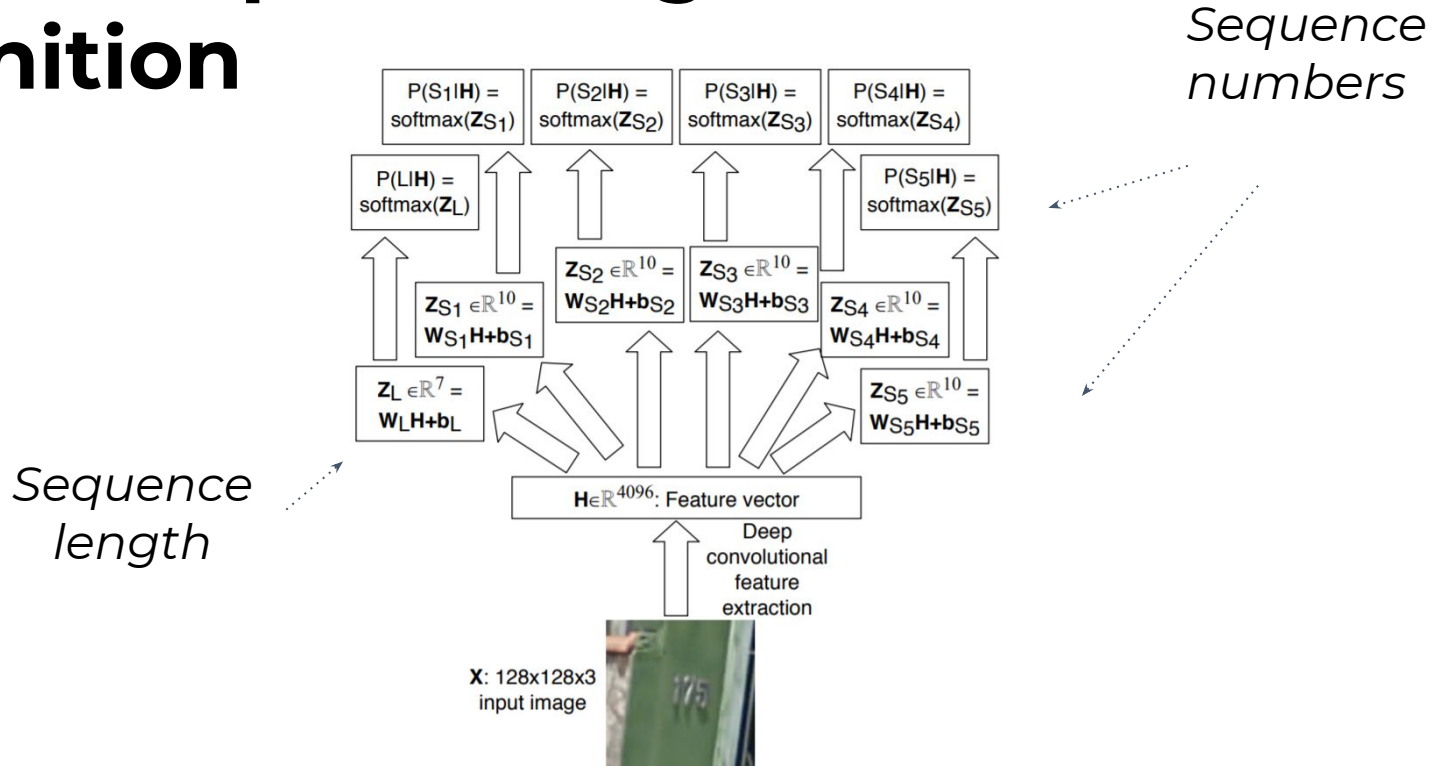 nition
Sequence
numbers
P(S1|H) =
softmax(ZS1)
P(S2|H) =
softmax(ZS2)
P(S3|H) =
softmax(ZS3)
P(S4|H) =
softmax(ZS4)
P(L|H) =
softmax(ZL)
P(S5|H) =
softmax(ZS5)
ZS1 ∈ℝ¹⁰ =
WS1H+bS1
ZS2 ∈ℝ¹⁰ =
WS2H+bS2
ZS3 ∈ℝ¹⁰ =
WS3H+bS3
ZS4 ∈ℝ¹⁰ =
WS4H+bS4
ZL ∈ℝ⁷ =
WLH+bL
ZS5 ∈ℝ¹⁰ =
WS5H+bS5
Sequence
length
H∈ℝ⁴⁰⁹⁶: Feature vector
Deep
convolutional
feature
extraction
X: 128x128x3
input image
175